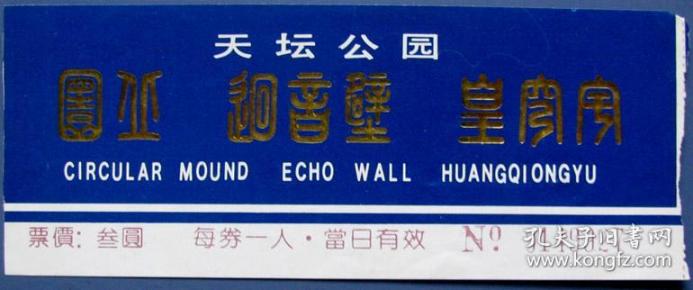 天坛公园
圜丘 迴音壁 皇穹宇
CIRCULAR MOUND ECHO WALL HUANGQIONGYU
票價：叁圓 每券一人·當日有效 Nº
孔夫子旧书网
www.kongfz.com